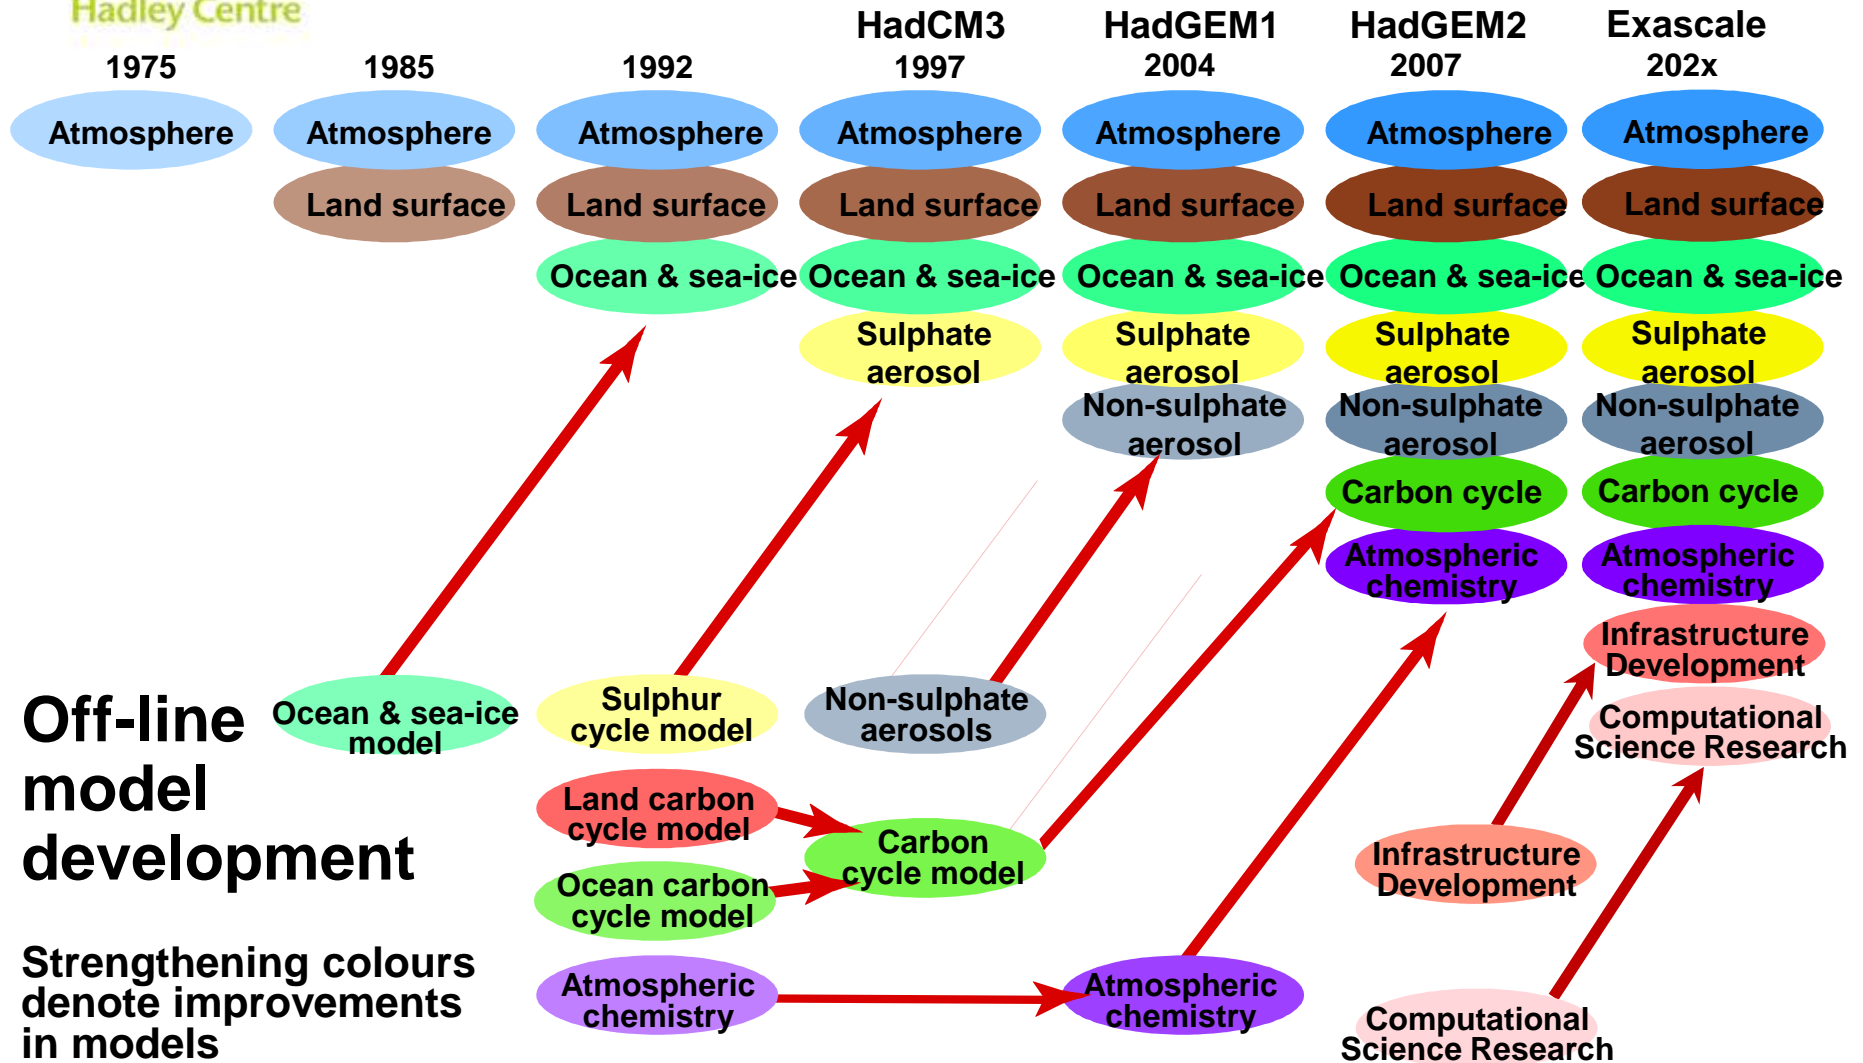 Hadley Centre
HadCM3 HadGEM1 HadGEM2 Exascale
1975 1985 1992 1997 2004 2007 202x
Atmosphere Atmosphere Atmosphere Atmosphere Atmosphere Atmosphere Atmosphere
Land surface Land surface Land surface Land surface Land surface Land surface
Ocean & sea-ice Ocean & sea-ice Ocean & sea-ice Ocean & sea-ice Ocean & sea-ice
Sulphate Sulphate Sulphate Sulphate
aerosol aerosol aerosol aerosol
Non-sulphate Non-sulphate Non-sulphate
aerosol aerosol aerosol
Carbon cycle Carbon cycle
Atmospheric Atmospheric
chemistry chemistry
Infrastructure
Development
Computational
Science Research
Off-line
model
development
Ocean & sea-ice
model
Sulphur
cycle model
Non-sulphate
aerosols
Land carbon
cycle model
Carbon
cycle model
Ocean carbon
cycle model
Infrastructure
Development
Strengthening colours
denote improvements
in models
Atmospheric
chemistry
Atmospheric
chemistry
Computational
Science Research